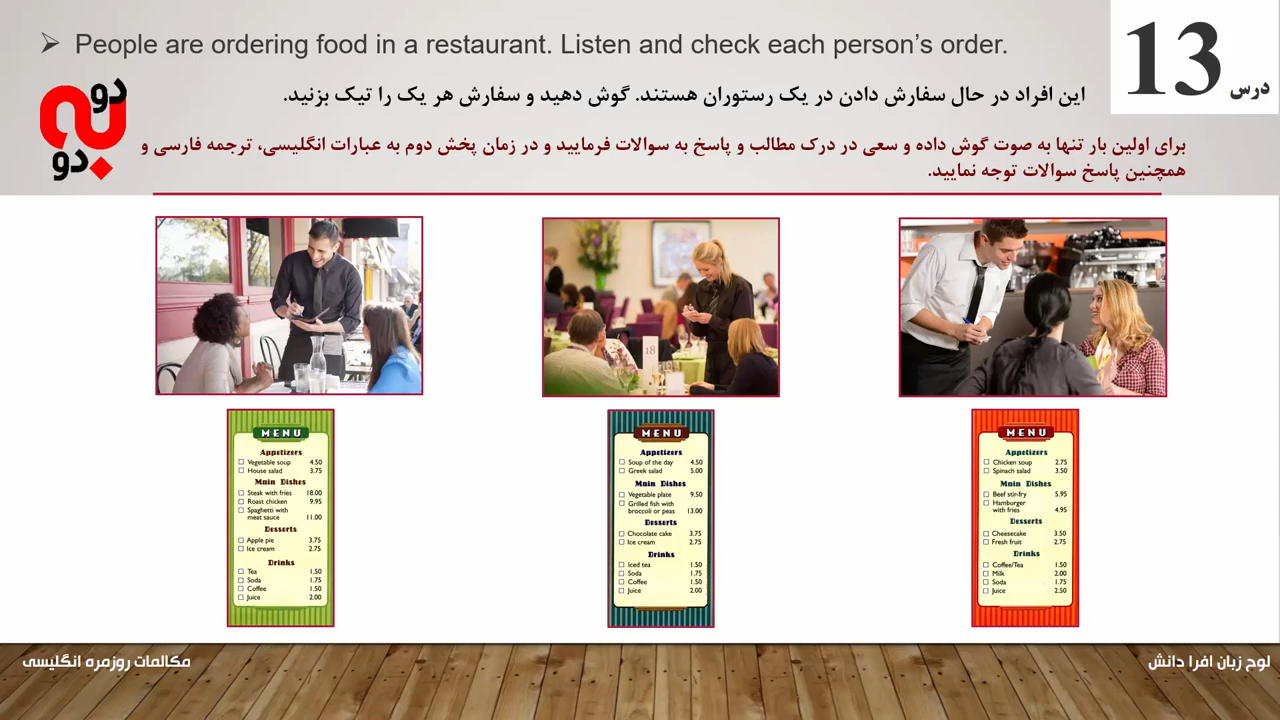 ➢ People are ordering food in a restaurant. Listen and check each person's order.
13
درس
این افراد در حال سفارش دادن در یک رستوران هستند. گوش دهید و سفارش هر یک را تیک بزنید.
دو
به
دو
برای اولین بار تنها به صوت گوش داده و سعی در درک مطالب و پاسخ به سوالات فرمایید و در زمان پخش دوم به عبارات انگلیسی، ترجمه فارسی و
همچنین پاسخ سوالات توجه نمایید.
18
MENU
Appetizers
Vegetable soup 4.50
House salad 3.75
Main Dishes
Steak with fries 18.00
Roast chicken 9.95
Spaghetti with
meat sauce 11.00
Desserts
Apple pie 3.75
Ice cream 2.75
Drinks
Tea 1.50
Soda 1.75
Coffee 1.50
Juice 2.00
MENU
Appetizers
Soup of the day 4.50
Greek salad 5.00
Main Dishes
Vegetable plate 9.50
Grilled fish with
broccoli or peas 13.00
Desserts
Chocolate cake 3.75
Ice cream 2.75
Drinks
Iced tea 1.50
Soda 1.75
Coffee 1.50
Juice 2.00
MENU
Appetizers
Chicken soup 2.75
Spinach salad 3.50
Main Dishes
Beef stir-fry 5.95
Hamburger
with fries 4.95
Desserts
Cheesecake 3.50
Fresh fruit 2.75
Drinks
Coffee/Tea 1.50
Milk 2.00
Soda 1.75
Juice 2.50
لوح زبان افرا دانش
مکالمات روزمره انگلیسی